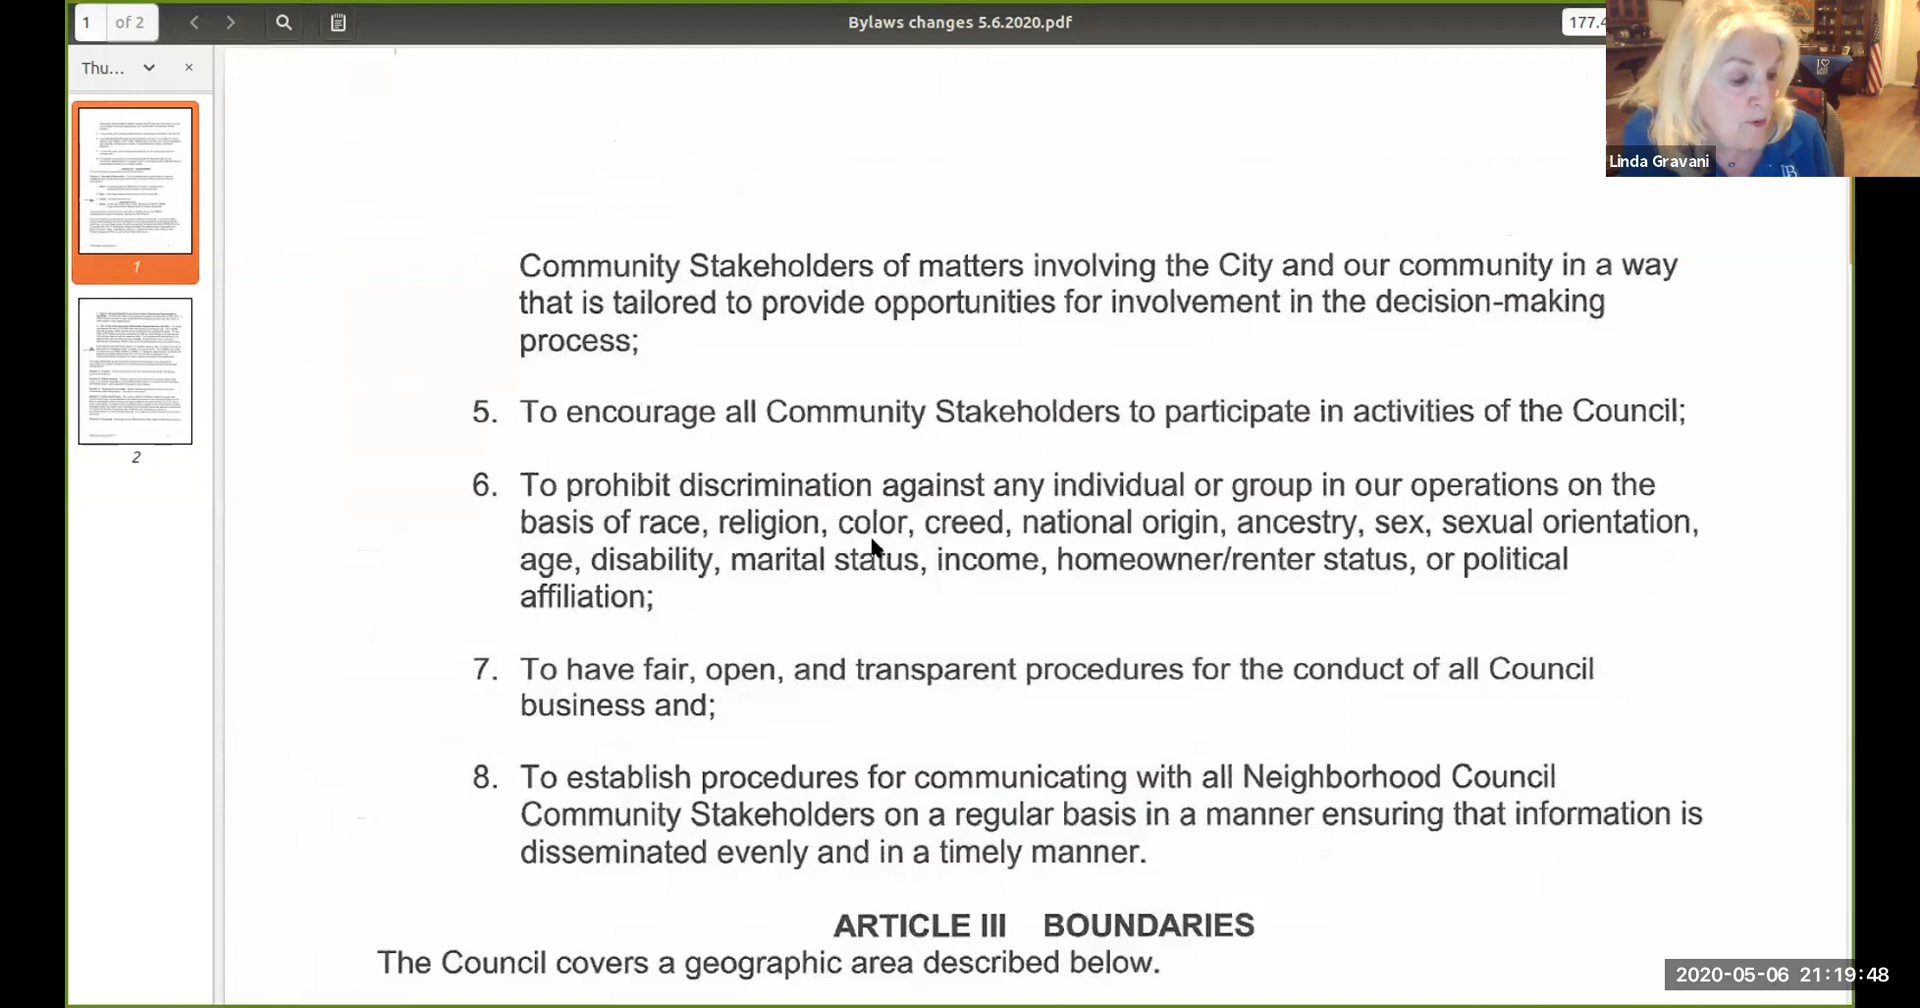 1 of 2
Bylaws changes 5.6.2020.pdf
177.4
Thu...
1
2
Linda Gravani
Community Stakeholders of matters involving the City and our community in a way
that is tailored to provide opportunities for involvement in the decision-making
process;
5. To encourage all Community Stakeholders to participate in activities of the Council;
6. To prohibit discrimination against any individual or group in our operations on the
basis of race, religion, color, creed, national origin, ancestry, sex, sexual orientation,
age, disability, marital status, income, homeowner/renter status, or political
affiliation;
7. To have fair, open, and transparent procedures for the conduct of all Council
business and;
8. To establish procedures for communicating with all Neighborhood Council
Community Stakeholders on a regular basis in a manner ensuring that information is
disseminated evenly and in a timely manner.
ARTICLE III BOUNDARIES
The Council covers a geographic area described below.
2020-05-06 21:19:48